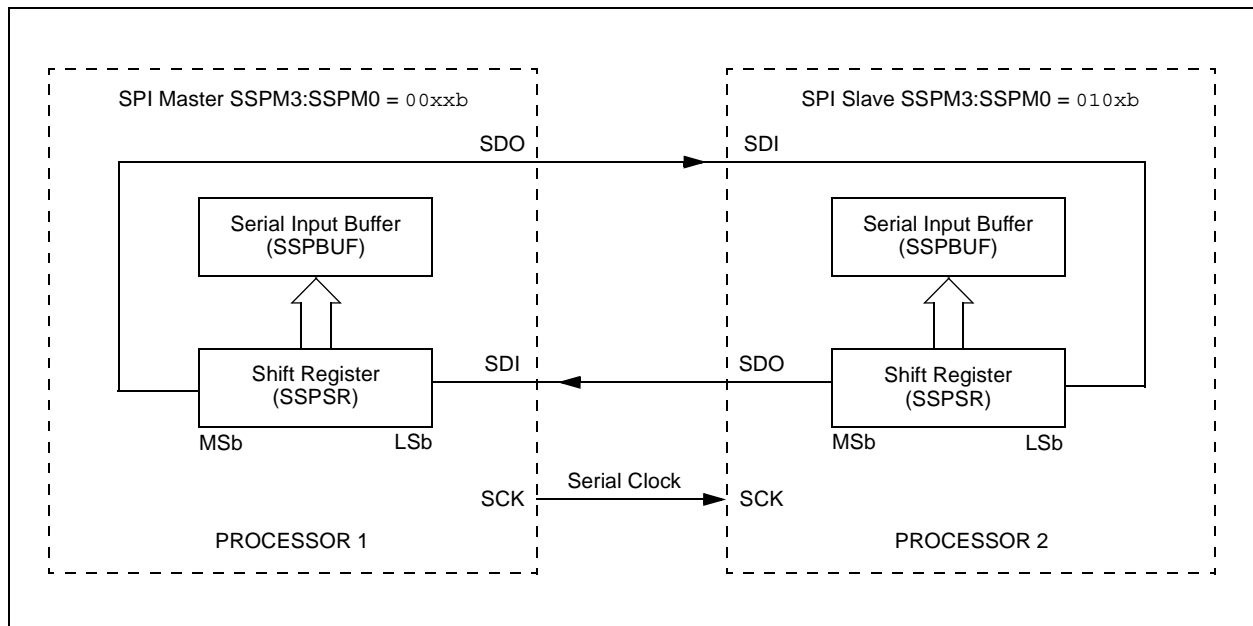 SPI Master SSPM3:SSPM0 = 00xxb
SPI Slave SSPM3:SSPM0 = 010xb
SDO
SDI
Serial Input Buffer
(SSPBUF)
Serial Input Buffer
(SSPBUF)
Shift Register
(SSPSR)
SDI
SDO
Shift Register
(SSPSR)
MSb
LSb
MSb
LSb
Serial Clock
SCK
SCK
PROCESSOR 1
PROCESSOR 2